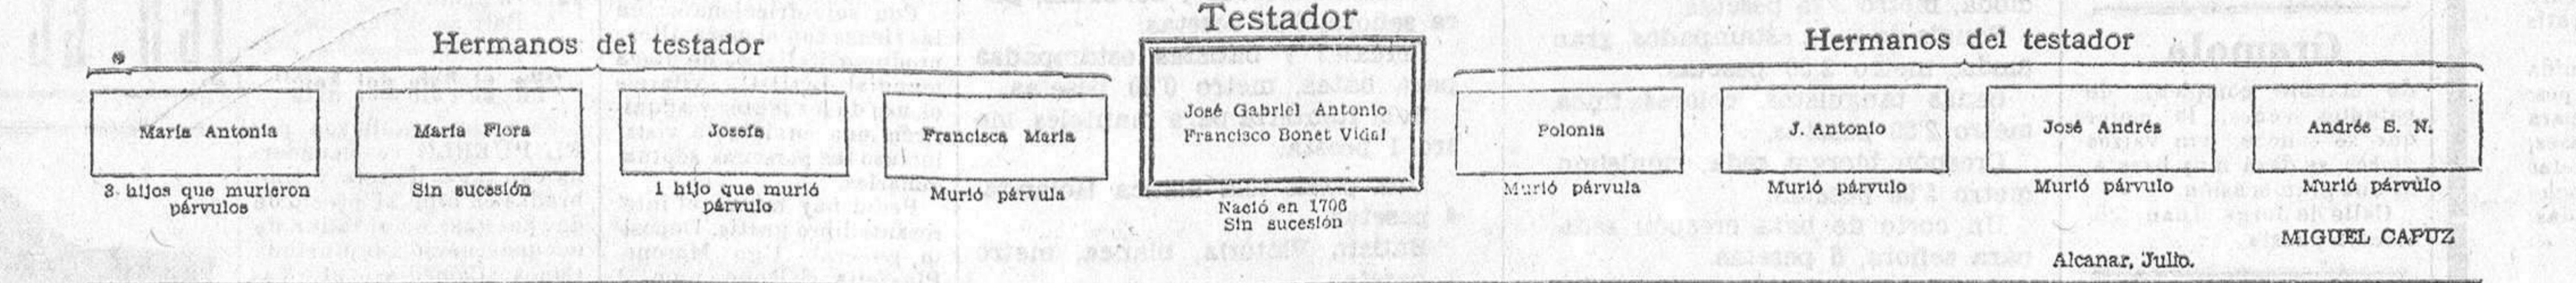 Testador
Hermanos del testador
Hermanos del testador
María Antonia
3 hijos que murieron
párvulos
María Flora
Sin sucesión
Josefa
1 hijo que murió
párvulo
Francisca María
Murió párvula
José Gabriel Antonio
Francisco Bonet Vidal
Nació en 1706
Sin sucesión
Polonia
Murió párvula
J. Antonio
Murió párvulo
José Andrés
Murió párvulo
Andrés S. N.
Murió párvulo
MIGUEL CAPUZ
Alcanar, Julio.